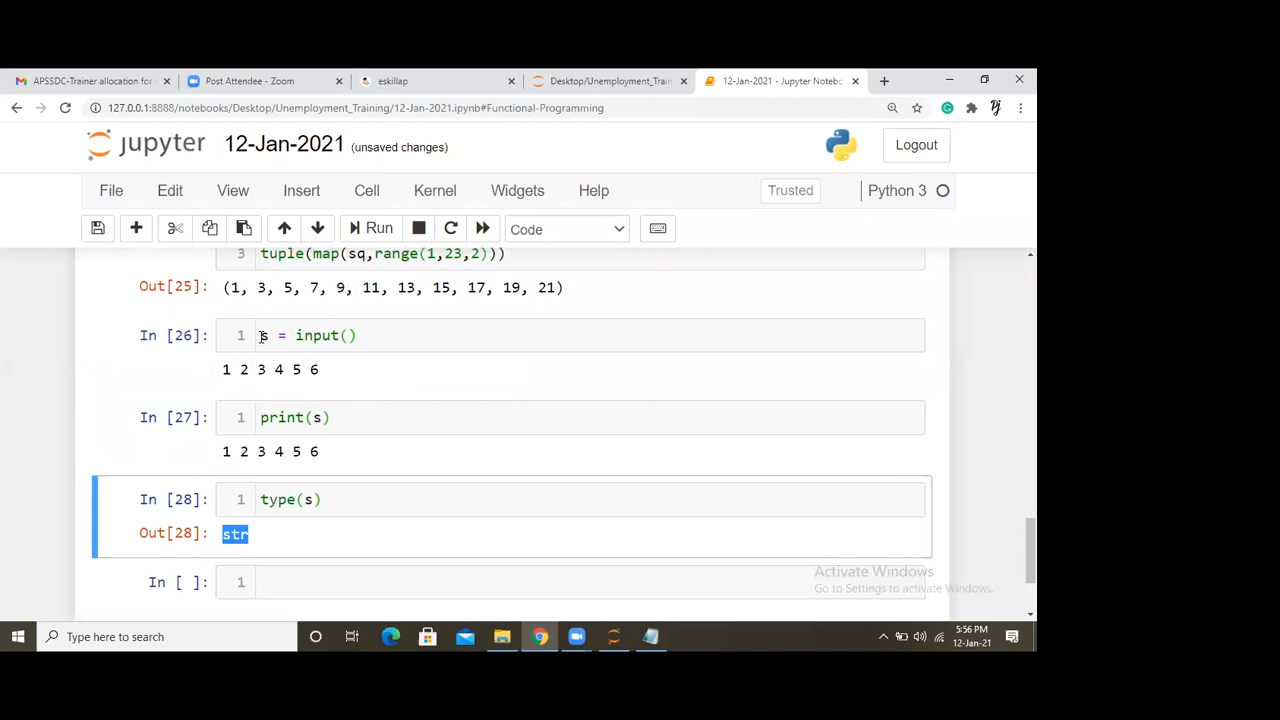 APSSDC-Trainer allocation for
Post Attendee - Zoom
eskillap
Desktop/Unemployment_Train
12-Jan-2021 - Jupyter Notebo
127.0.0.1:8888/notebooks/Desktop/Unemployment_Training/12-Jan-2021.ipynb#Functional-Programming
jupyter 12-Jan-2021 (unsaved changes)
Logout
File Edit View Insert Cell Kernel Widgets Help
Trusted
Python 3
Run
Code
3 tuple(map(sq,range(1,23,2)))
Out[25]: (1, 3, 5, 7, 9, 11, 13, 15, 17, 19, 21)
In [26]: 1 s = input()
1 2 3 4 5 6
In [27]: 1 print(s)
1 2 3 4 5 6
In [28]: 1 type(s)
Out[28]: str
In [ ]: 1
Activate Windows
Go to Settings to activate Windows.
Type here to search
5:56 PM
12-Jan-21